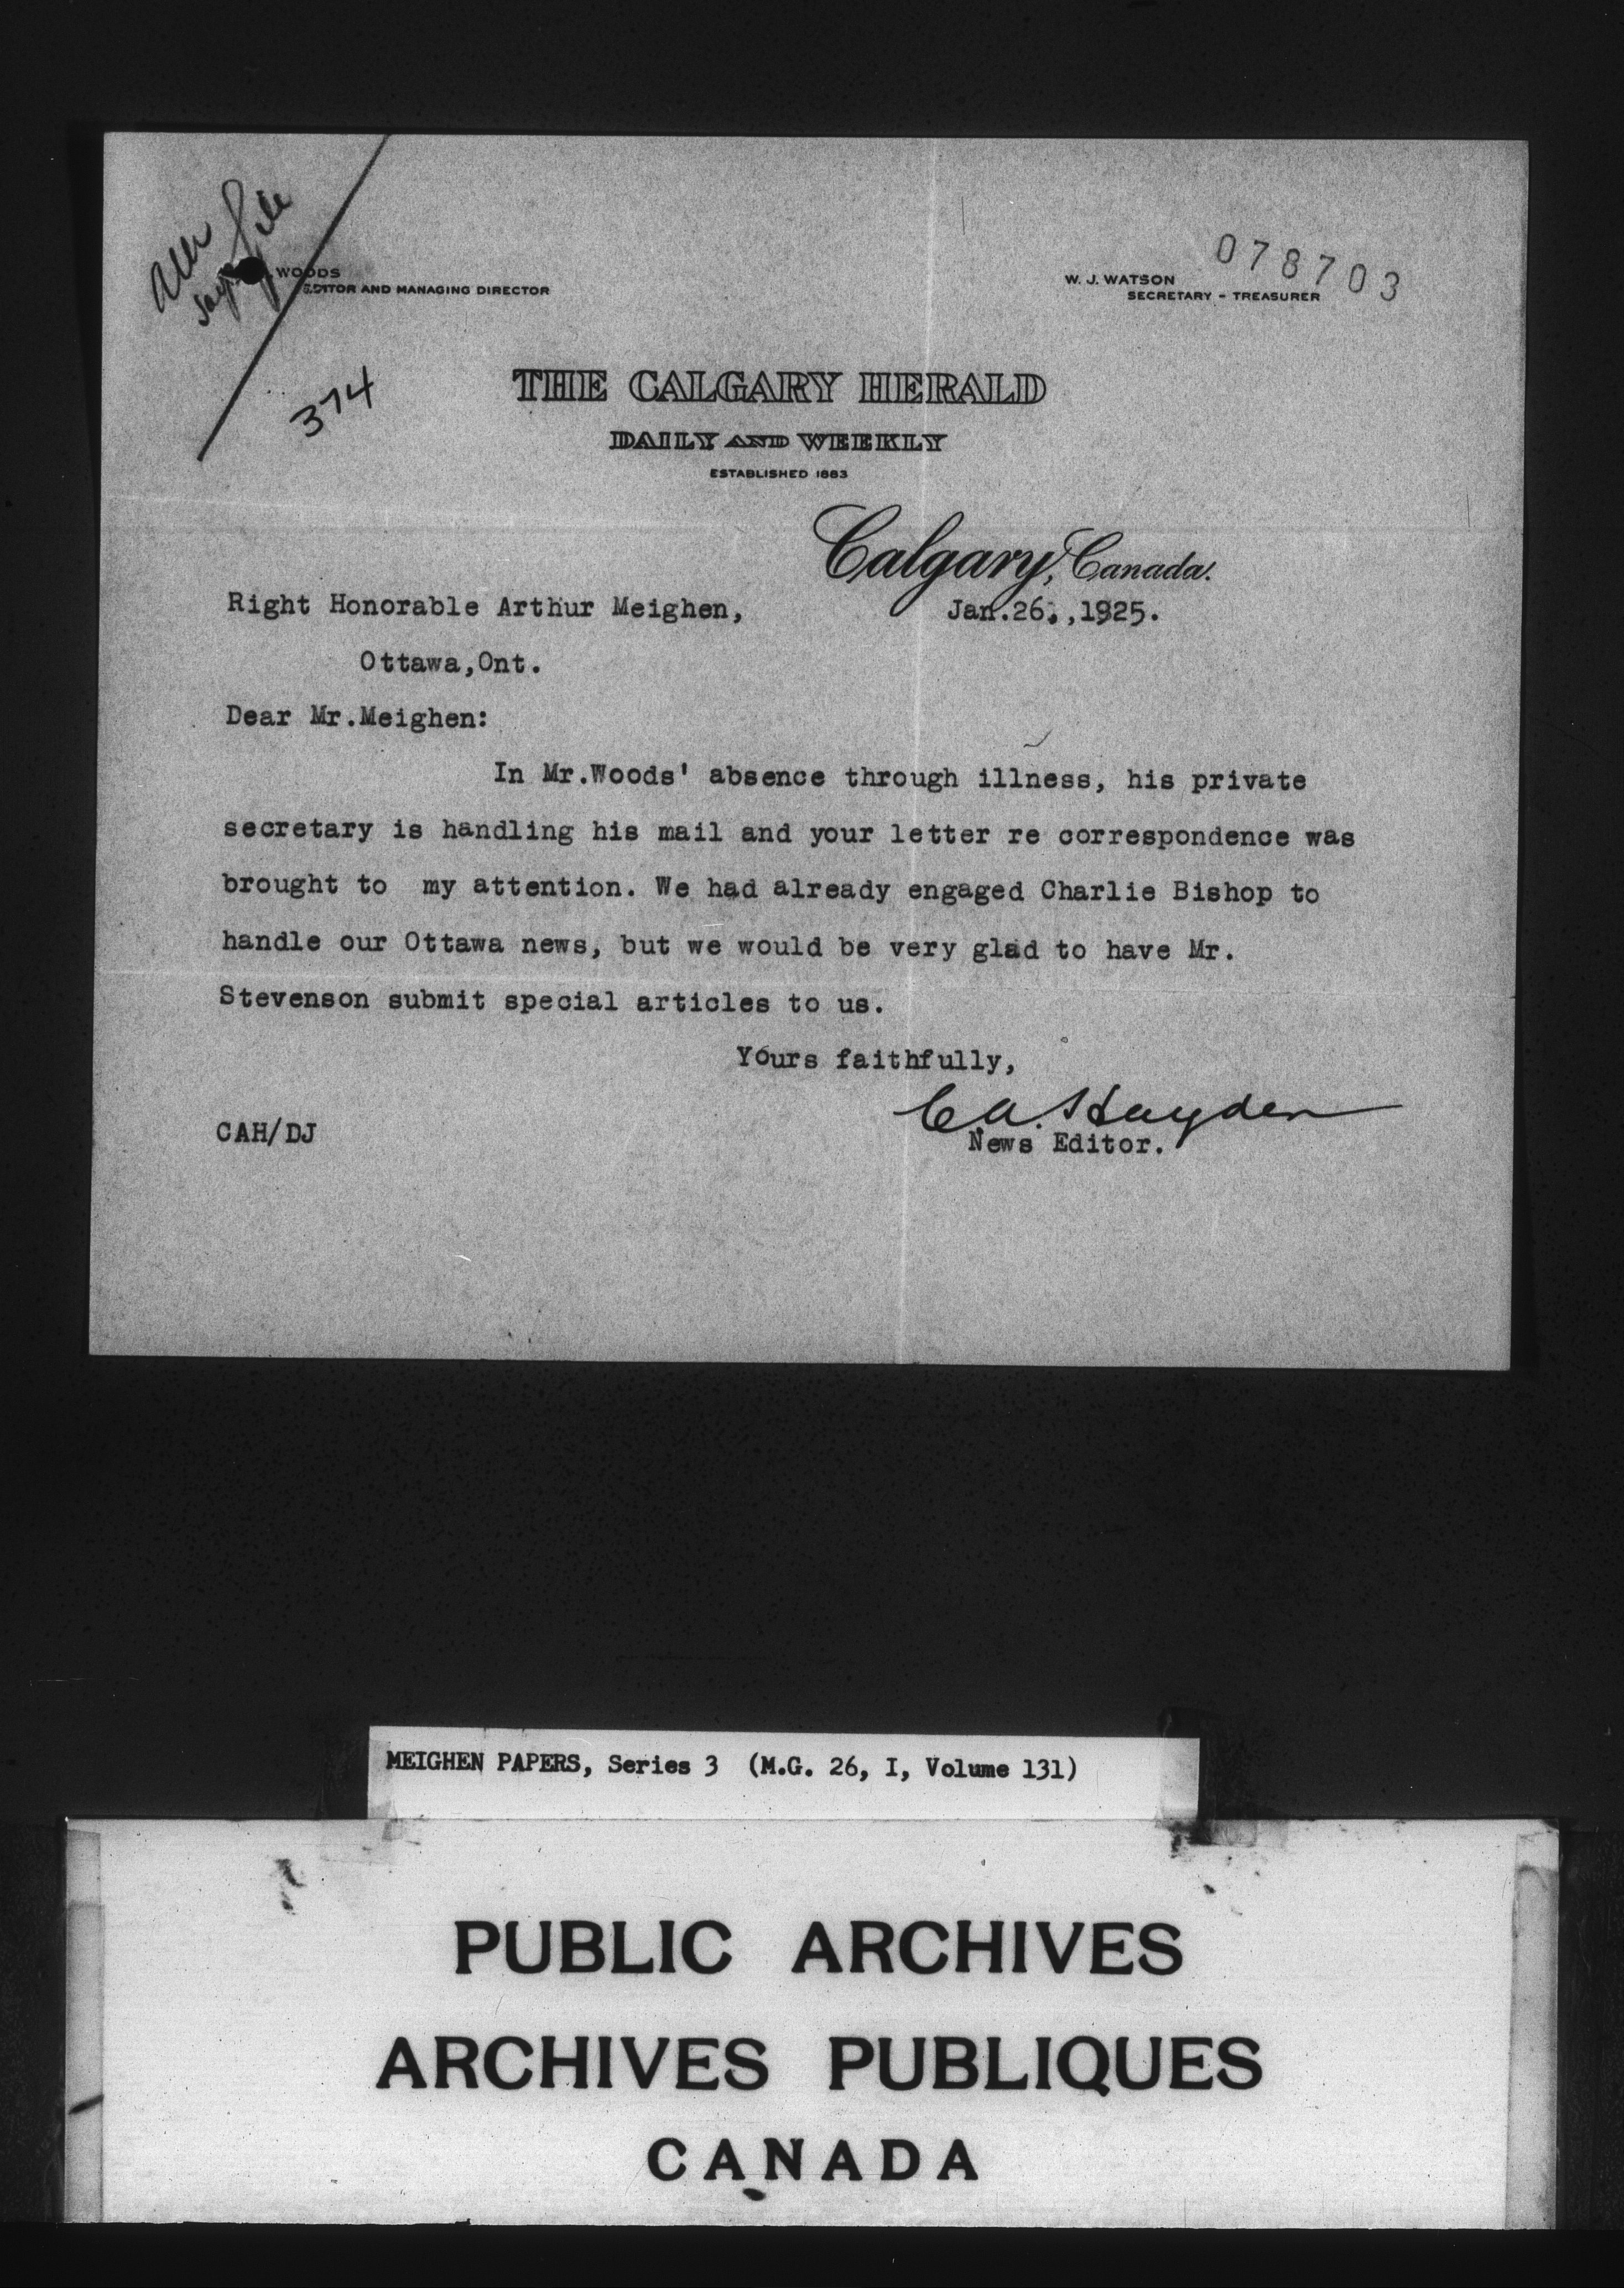 078703
WOODS
EDITOR AND MANAGING DIRECTOR
W. J. WATSON
SECRETARY - TREASURER
file
374
THE CALGARY HERALD
DAILY AND WEEKLY
ESTABLISHED 1883
Calgary, Canada.
Right Honorable Arthur Meighen,
Jan.26.,1925.
Ottawa,Ont.
Dear Mr.Meighen:
In Mr.Woods' absence through illness, his private
secretary is handling his mail and your letter re correspondence was
brought to my attention. We had already engaged Charlie Bishop to
handle our Ottawa news, but we would be very glad to have Mr.
Stevenson submit special articles to us.
Yours faithfully,
C.A. Hayden
CAH/DJ
News Editor.
MEIGHEN PAPERS, Series 3 (M.G. 26, I, Volume 131)
PUBLIC ARCHIVES
ARCHIVES PUBLIQUES
CANADA